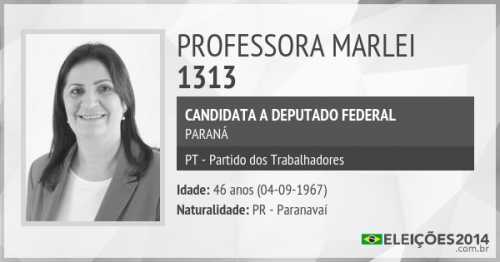 PROFESSORA MARLEI
1313
CANDIDATA A DEPUTADO FEDERAL
PARANÁ
PT - Partido dos Trabalhadores
Idade: 46 anos (04-09-1967)
Naturalidade: PR - Paranavaí
ELEIÇÕES2014
.com.br